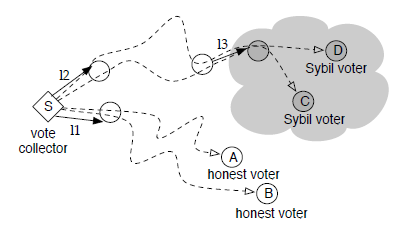 l3
D
Sybil voter
l2
S
C
Sybil voter
l1
vote
collector
A
honest voter
B
honest voter